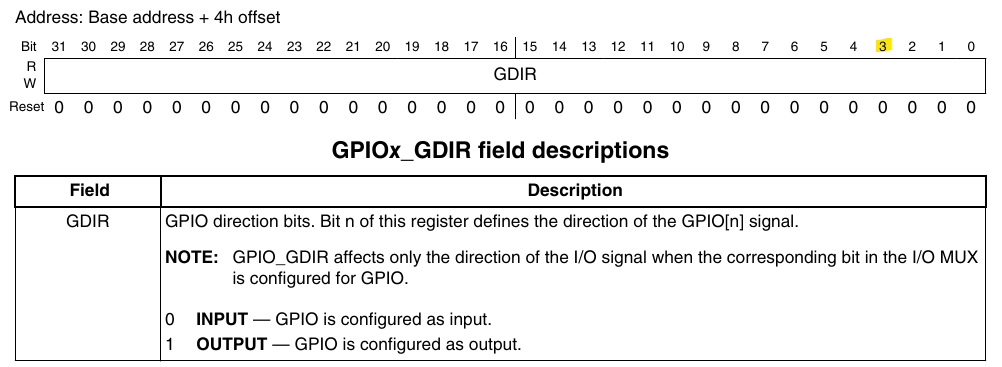 Address: Base address + 4h offset
Bit 31 30 29 28 27 26 25 24 23 22 21 20 19 18 17 16 15 14 13 12 11 10 9 8 7 6 5 4 3 2 1 0
R
GDIR
W
Reset 0 0 0 0 0 0 0 0 0 0 0 0 0 0 0 0 0 0 0 0 0 0 0 0 0 0 0 0 0 0 0 0
GPIOx_GDIR field descriptions
Field Description
GDIR GPIO direction bits. Bit n of this register defines the direction of the GPIO[n] signal.
NOTE: GPIO_GDIR affects only the direction of the I/O signal when the corresponding bit in the I/O MUX
is configured for GPIO.
0 INPUT — GPIO is configured as input.
1 OUTPUT — GPIO is configured as output.